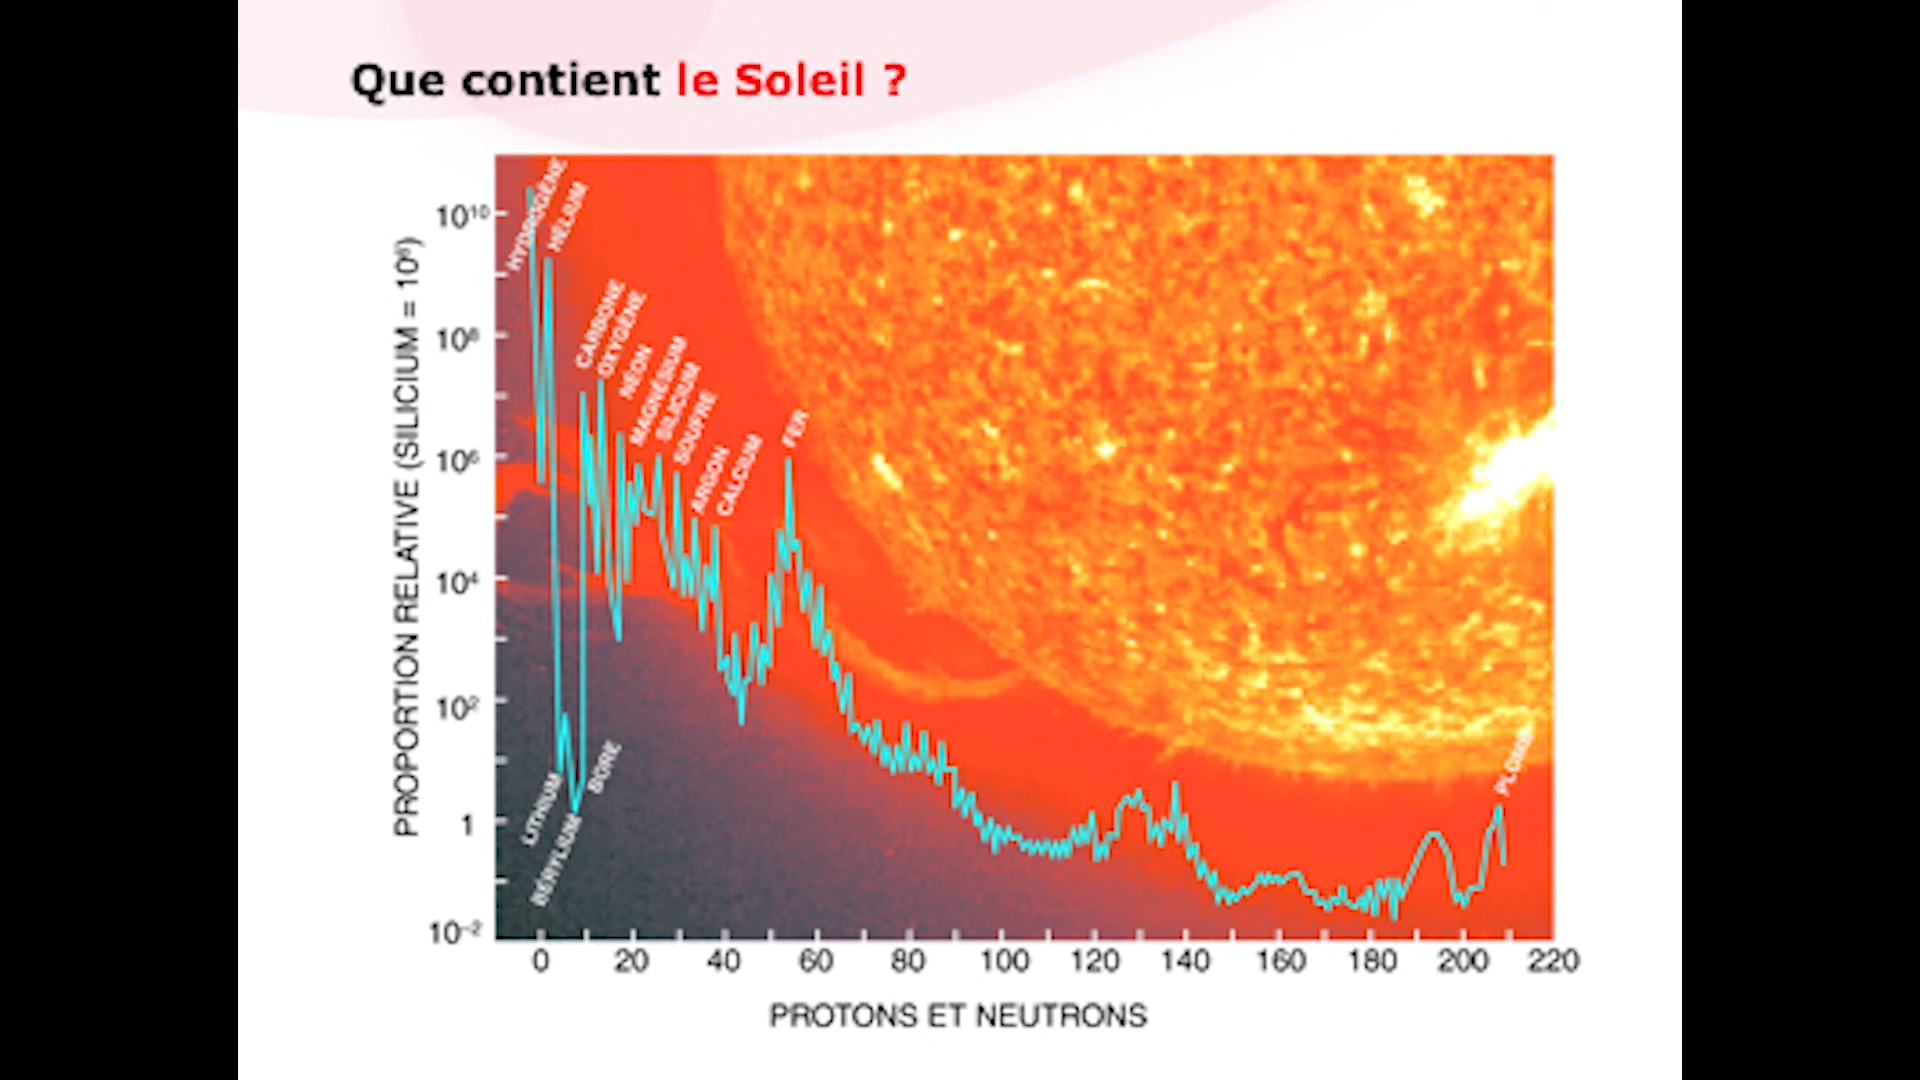 Que contient le Soleil ?
PROPORTION RELATIVE (SILICIUM = 10⁶)
10¹⁰
10⁸
10⁶
10⁴
10²
1
10⁻²
HYDROGÈNE
HÉLIUM
CARBONE
OXYGÈNE
NÉON
MAGNÉSIUM
SILICIUM
SOUFRE
ARGON
CALCIUM
FER
LITHIUM
BÉRYLIUM
BORE
PLOMB
0 20 40 60 80 100 120 140 160 180 200 220
PROTONS ET NEUTRONS